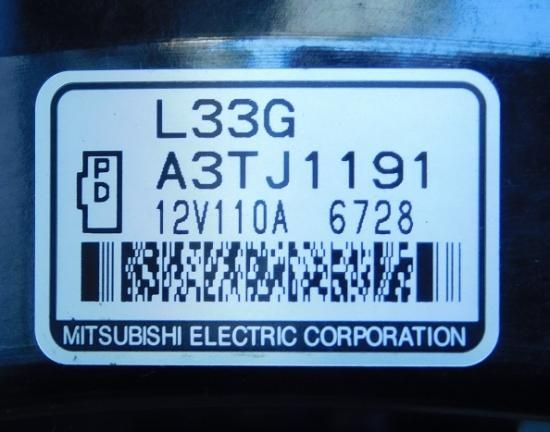 L33G
PD
A3TJ1191
12V110A 6728
MITSUBISHI ELECTRIC CORPORATION